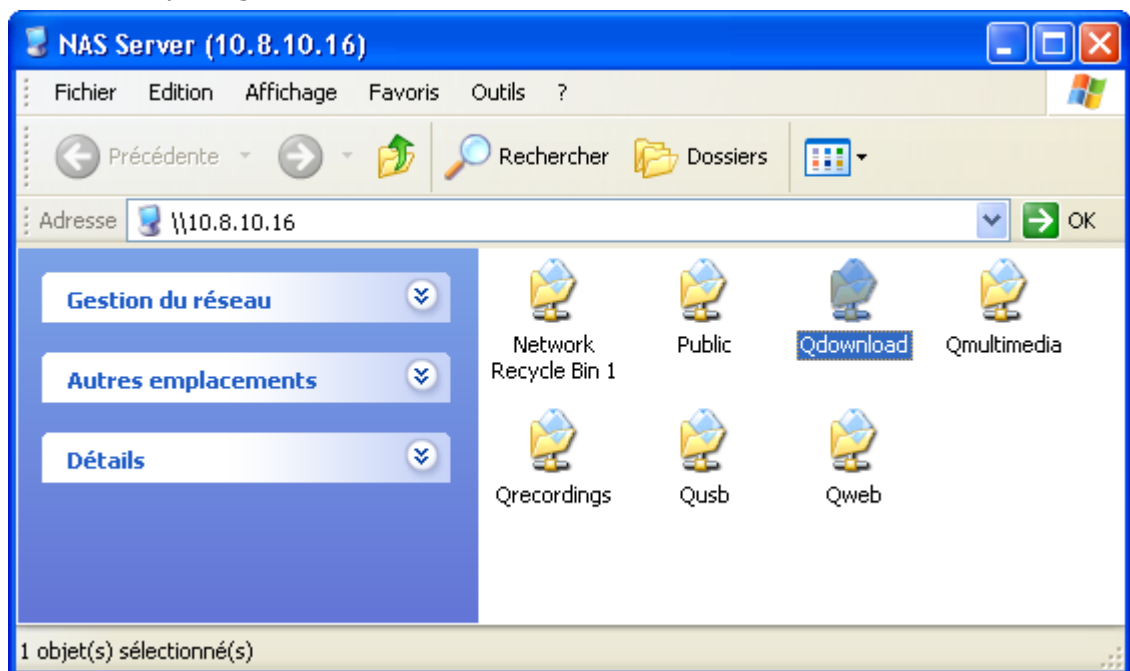 NAS Server (10.8.10.16)
Fichier Edition Affichage Favoris Outils ?
Précédente Rechercher Dossiers
Adresse \\10.8.10.16 OK
Gestion du réseau
Autres emplacements
Détails
Network Recycle Bin 1
Public
Qdownload
Qmultimedia
Qrecordings
Qusb
Qweb
1 objet(s) sélectionné(s)